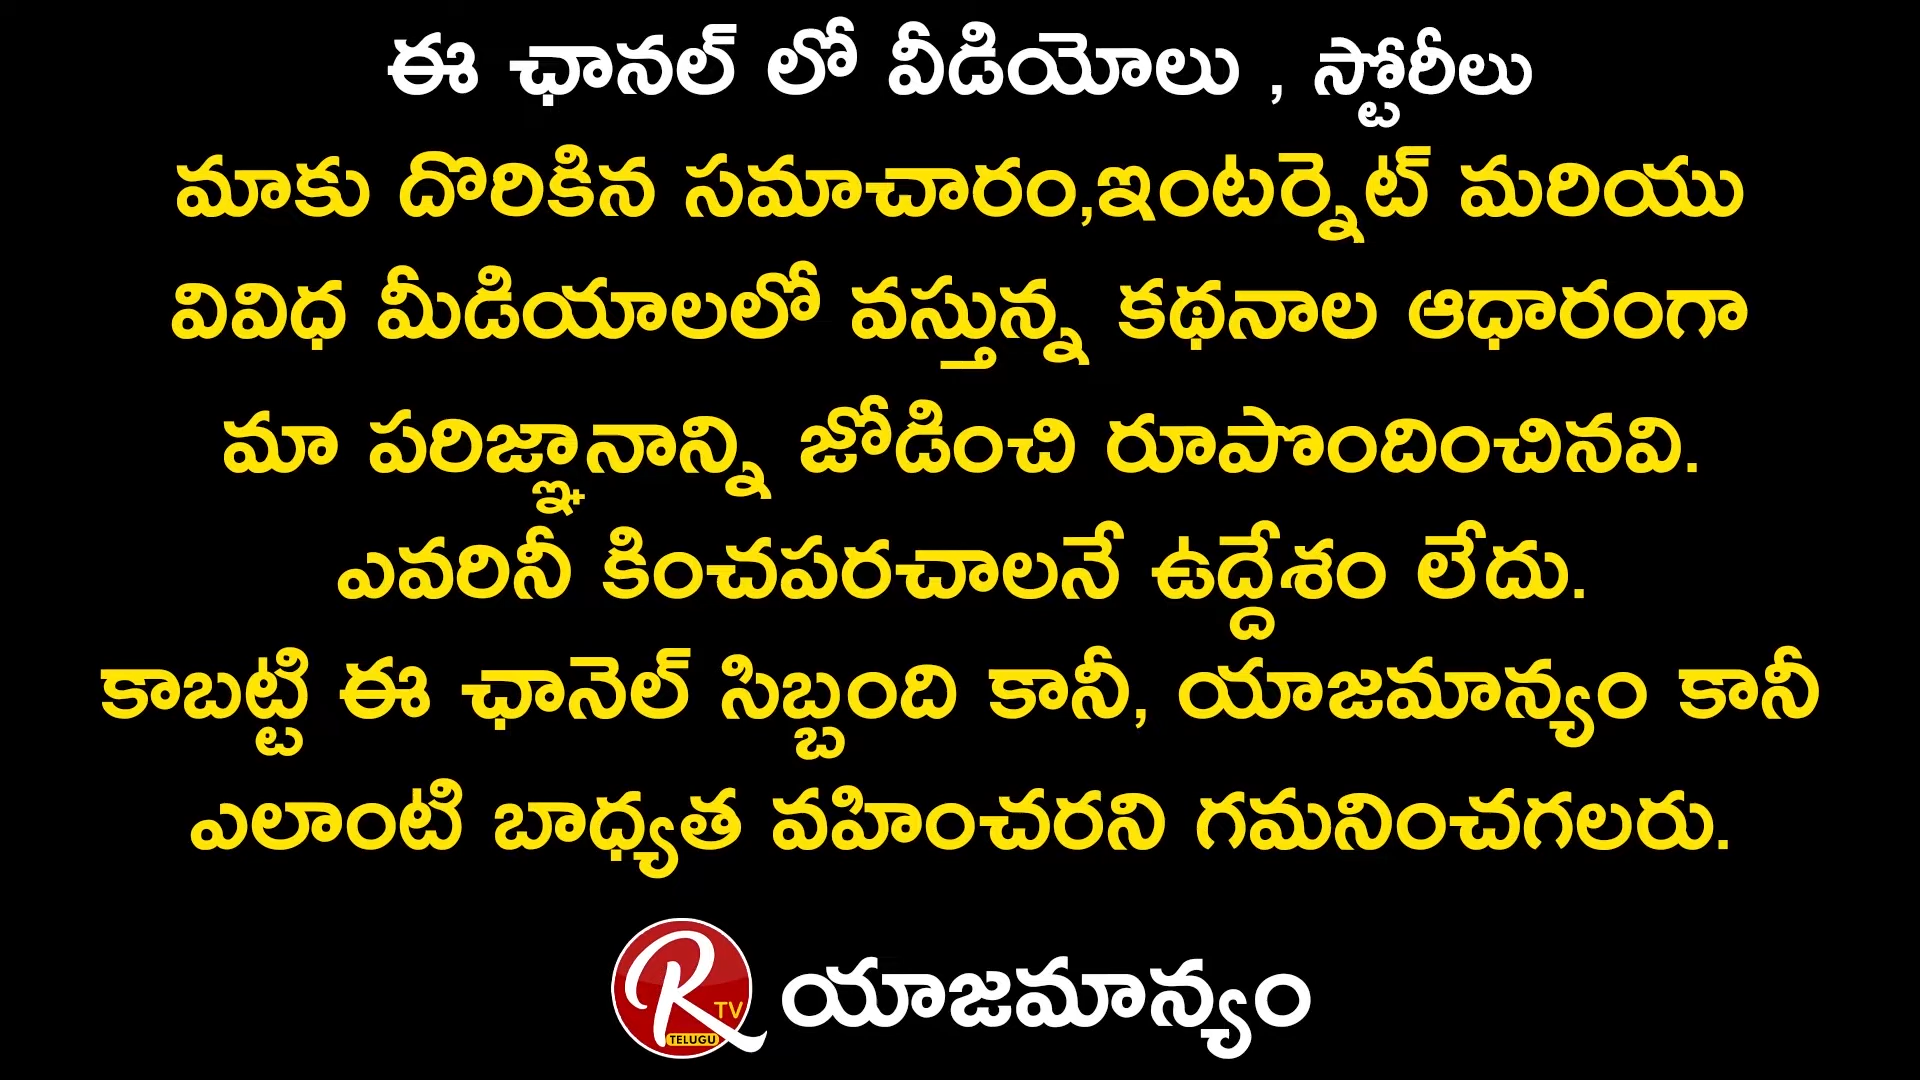 ఈ ఛానల్ లో వీడియోలు , స్టోరీలు
మాకు దొరికిన సమాచారం,ఇంటర్నెట్ మరియు
వివిధ మీడియాలలో వస్తున్న కథనాల ఆధారంగా
మా పరిజ్ఞానాన్ని జోడించి రూపొందించినవి.
ఎవరినీ కించపరచాలనే ఉద్దేశం లేదు.
కాబట్టి ఈ ఛానెల్ సిబ్బంది కానీ, యాజమాన్యం కానీ
ఎలాంటి బాధ్యత వహించరని గమనించగలరు.
R TV TELUGU యాజమాన్యం